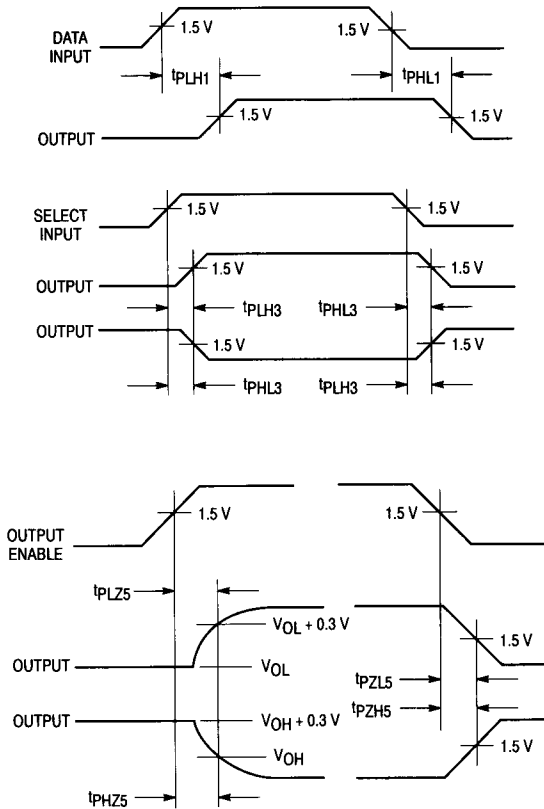 DATA INPUT
1.5 V
1.5 V
tPLH1
tPHL1
1.5 V
1.5 V
OUTPUT
SELECT INPUT
1.5 V
1.5 V
1.5 V
1.5 V
OUTPUT
tPLH3
tPHL3
OUTPUT
1.5 V
1.5 V
tPHL3
tPLH3
OUTPUT ENABLE
1.5 V
1.5 V
tPLZ5
VOL + 0.3 V
1.5 V
OUTPUT
VOL
tPZL5
OUTPUT
VOH + 0.3 V
tPZH5
VOH
1.5 V
tPHZ5